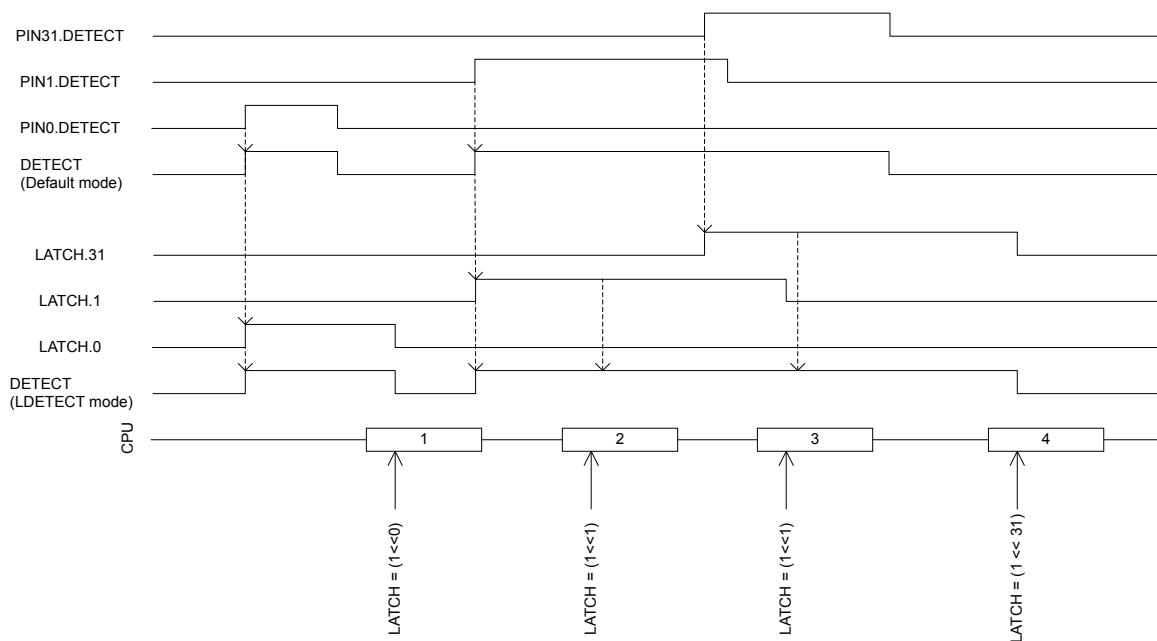 PIN31.DETECT
PIN1.DETECT
PIN0.DETECT
DETECT
(Default mode)
LATCH.31
LATCH.1
LATCH.0
DETECT
(LDETECT mode)
CPU
1
2
3
4
LATCH = (1<<0)
LATCH = (1<<1)
LATCH = (1<<1)
LATCH = (1 << 31)